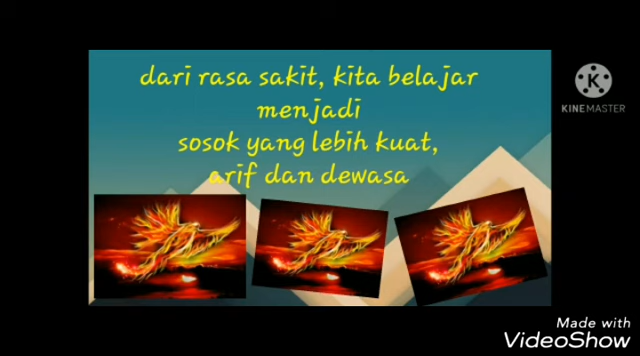 dari rasa sakit, kita belajar
menjadi
sosok yang lebih kuat,
arif dan dewasa
K
KINEMASTER
Made with
VideoShow